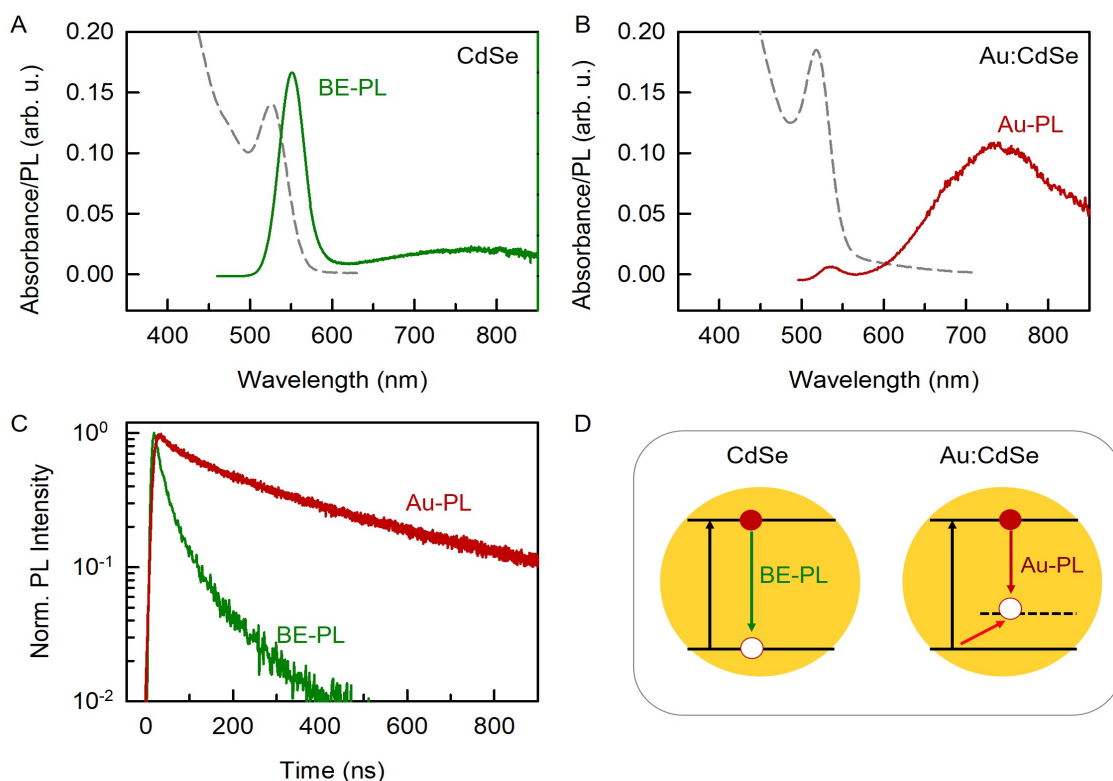 A
CdSe
BE-PL
0.20
0.15
0.10
0.05
0.00
Absorbance/PL (arb. u.)
400 500 600 700 800
Wavelength (nm)
B
Au:CdSe
Au-PL
0.20
0.15
0.10
0.05
0.00
Absorbance/PL (arb. u.)
400 500 600 700 800
Wavelength (nm)
C
10⁰
10⁻¹
10⁻²
Norm. PL Intensity
Au-PL
BE-PL
0 200 400 600 800
Time (ns)
D
CdSe
Au:CdSe
BE-PL
Au-PL